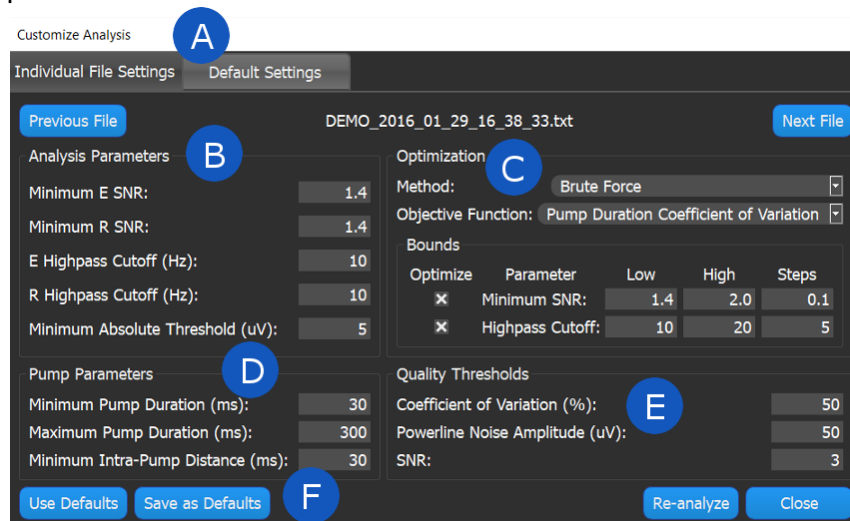 Customize Analysis
A
Individual File Settings Default Settings
Previous File DEMO_2016_01_29_16_38_33.txt Next File
B
Analysis Parameters
Minimum E SNR: 1.4
Minimum R SNR: 1.4
E Highpass Cutoff (Hz): 10
R Highpass Cutoff (Hz): 10
Minimum Absolute Threshold (uV): 5
Optimization
C
Method: Brute Force
Objective Function: Pump Duration Coefficient of Variation
Bounds
Optimize Parameter Low High Steps
Minimum SNR: 1.4 2.0 0.1
Highpass Cutoff: 10 20 5
Pump Parameters
D
Minimum Pump Duration (ms): 30
Maximum Pump Duration (ms): 300
Minimum Intra-Pump Distance (ms): 30
Quality Thresholds
E
Coefficient of Variation (%): 50
Powerline Noise Amplitude (uV): 50
SNR: 3
Use Defaults Save as Defaults F Re-analyze Close